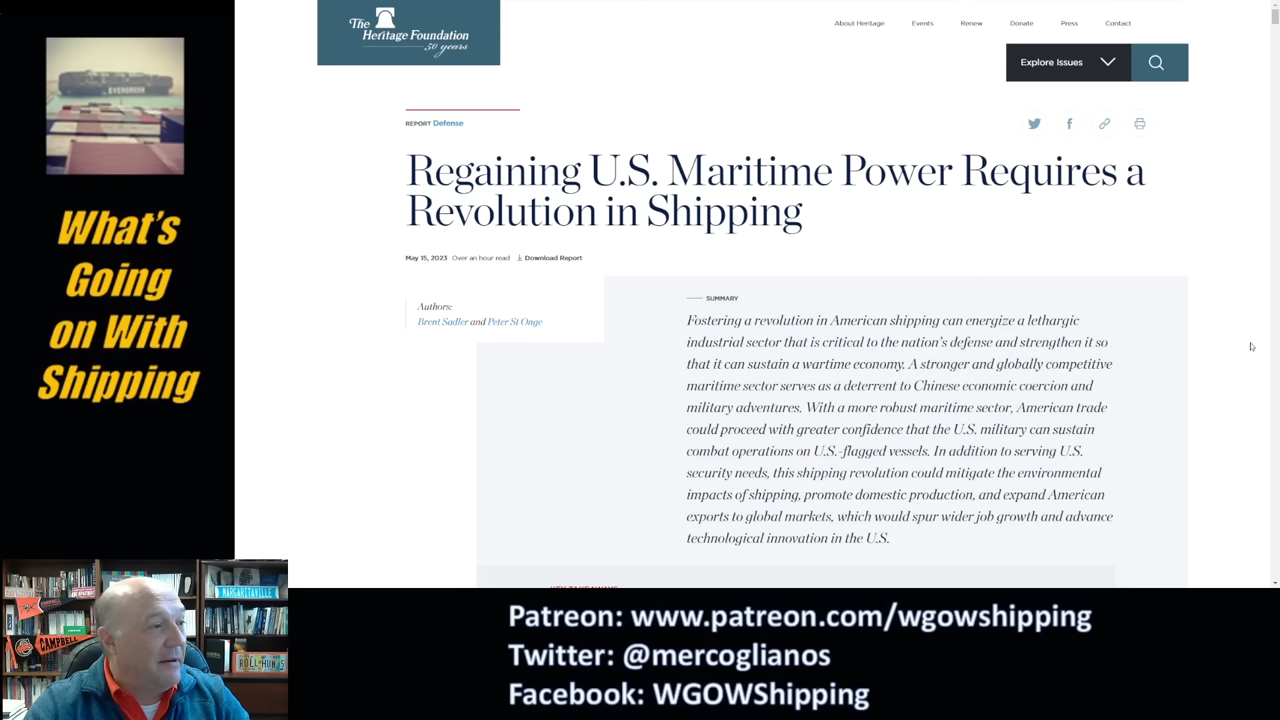 The
Heritage Foundation
50 years
About Heritage Events Renew Donate Press Contact
Explore Issues
REPORT Defense
Regaining U.S. Maritime Power Requires a
Revolution in Shipping
May 15, 2023 Over an hour read Download Report
Authors:
Brent Sadler and Peter St Onge
SUMMARY
Fostering a revolution in American shipping can energize a lethargic
industrial sector that is critical to the nation's defense and strengthen it so
that it can sustain a wartime economy. A stronger and globally competitive
maritime sector serves as a deterrent to Chinese economic coercion and
military adventures. With a more robust maritime sector, American trade
could proceed with greater confidence that the U.S. military can sustain
combat operations on U.S.-flagged vessels. In addition to serving U.S.
security needs, this shipping revolution could mitigate the environmental
impacts of shipping, promote domestic production, and expand American
exports to global markets, which would spur wider job growth and advance
technological innovation in the U.S.
KEY TAKEAWAYS
EVERGREEN
What's
Going
on With
Shipping
MARGARITAVILLE
CAMPBELL
Patreon: www.patreon.com/wgowshipping
Twitter: @mercoglianos
Facebook: WGOWShipping